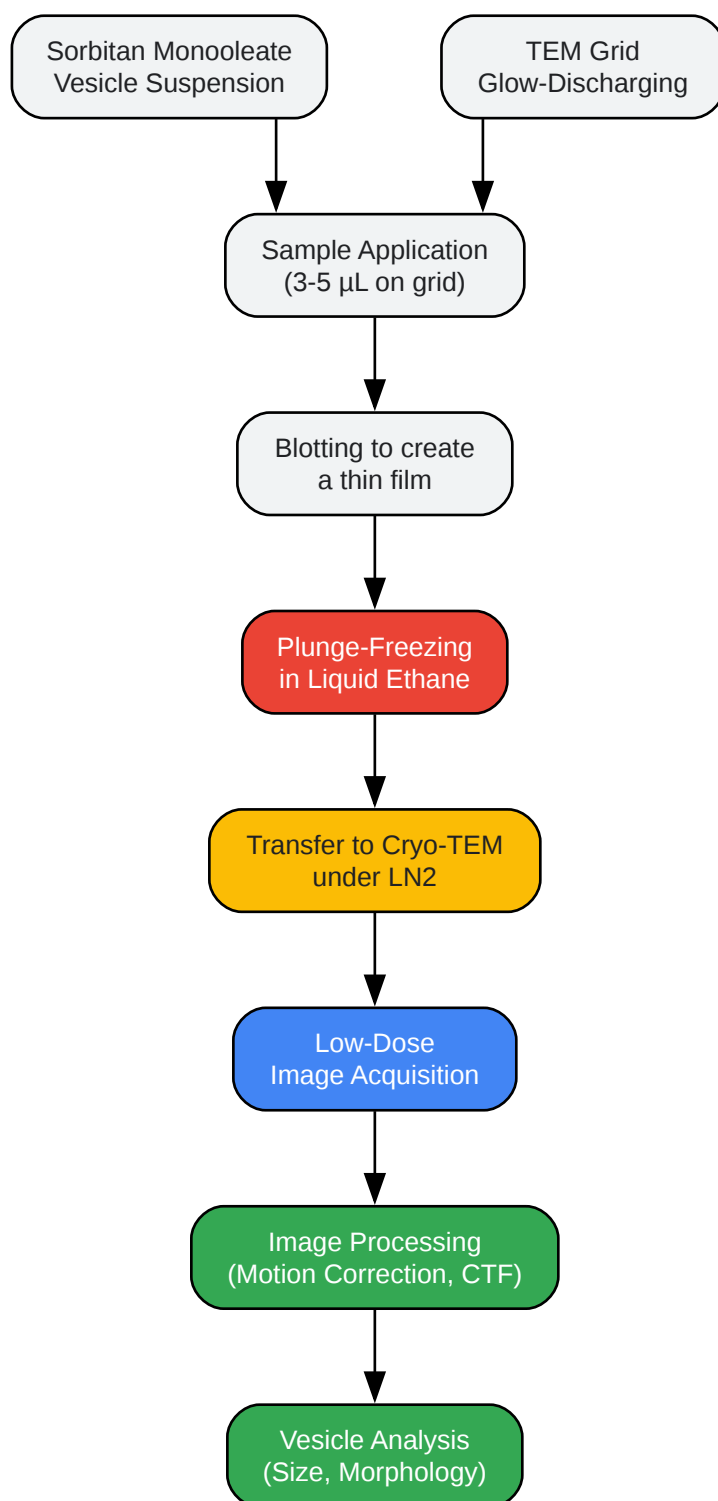 Sorbitan Monooleate
Vesicle Suspension
TEM Grid
Glow-Discharging
Sample Application
(3-5 µL on grid)
Blotting to create
a thin film
Plunge-Freezing
in Liquid Ethane
Transfer to Cryo-TEM
under LN2
Low-Dose
Image Acquisition
Image Processing
(Motion Correction, CTF)
Vesicle Analysis
(Size, Morphology)